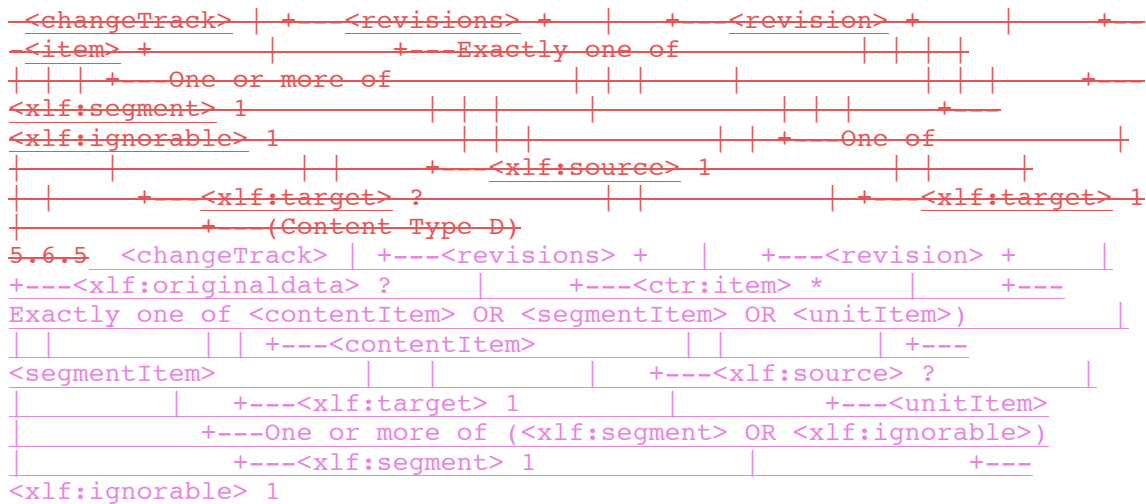 <changeTrack> | +---<revisions> + | +---<revision> + | +--
-<item> + | +---Exactly one of | | | |
| | | +---One or more of | | | | | | | +---
<xlf:segment> 1 | | | | | | | +---
<xlf:ignorable> 1 | | | | | +---One of |
| | | | +---<xlf:source> 1 | | |
| | +---<xlf:target> ? | | | +---<xlf:target> 1
| +---(Content Type D)
5.6.5 <changeTrack> | +---<revisions> + | +---<revision> + |
+---<xlf:originaldata> ? | +---<ctr:item> * | +---
Exactly one of <contentItem> OR <segmentItem> OR <unitItem>) |
| | | | +---<contentItem> | | | +---
<segmentItem> | | | +---<xlf:source> ? |
| | +---<xlf:target> 1 | +---<unitItem>
| +---One or more of (<xlf:segment> OR <xlf:ignorable>)
| +---<xlf:segment> 1 | +---
<xlf:ignorable> 1